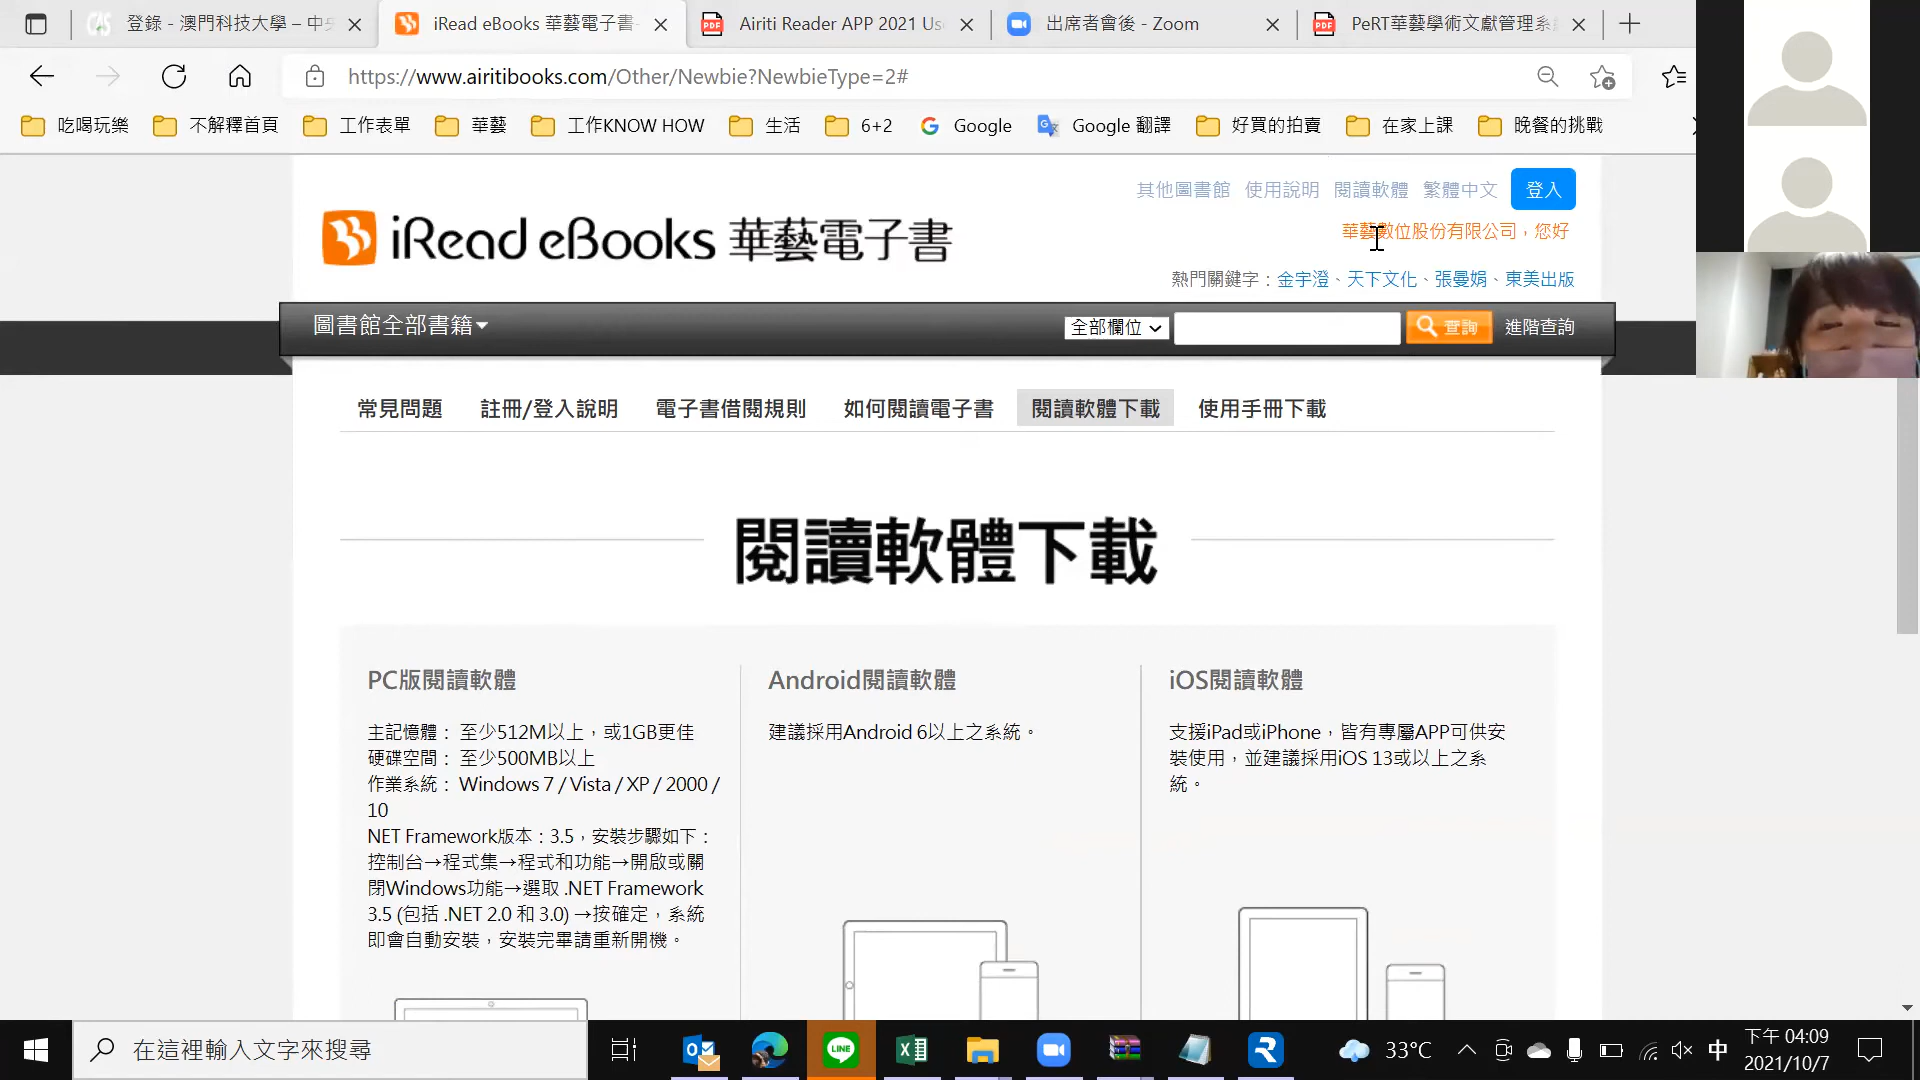 登錄 - 澳門科技大學 – 中央
iRead eBooks 華藝電子書-
Airiti Reader APP 2021 Us
出席者會後 - Zoom
PeRT華藝學術文獻管理系統
https://www.airitibooks.com/Other/Newbie?NewbieType=2#
吃喝玩樂
不解釋首頁
工作表單
華藝
工作KNOW HOW
生活
6+2
Google
Google 翻譯
好買的拍賣
在家上課
晚餐的挑戰
其他圖書館 使用說明 閱讀軟體 繁體中文 登入
iRead eBooks 華藝電子書
華藝數位股份有限公司，您好
熱門關鍵字：金宇澄、天下文化、張曼娟、東美出版
圖書館全部書籍
全部欄位
查詢
進階查詢
常見問題
註冊/登入說明
電子書借閱規則
如何閱讀電子書
閱讀軟體下載
使用手冊下載
閱讀軟體下載
PC版閱讀軟體
主記憶體： 至少512M以上，或1GB更佳
硬碟空間： 至少500MB以上
作業系統： Windows 7 / Vista / XP / 2000 /
10
NET Framework版本：3.5，安裝步驟如下：
控制台→程式集→程式和功能→開啟或關
閉Windows功能→選取 .NET Framework
3.5 (包括 .NET 2.0 和 3.0) →按確定，系統
即會自動安裝，安裝完畢請重新開機。
Android閱讀軟體
建議採用Android 6以上之系統。
iOS閱讀軟體
支援iPad或iPhone，皆有專屬APP可供安
裝使用，並建議採用iOS 13或以上之系
統。
在這裡輸入文字來搜尋
LINE
33°C
中
下午 04:09
2021/10/7